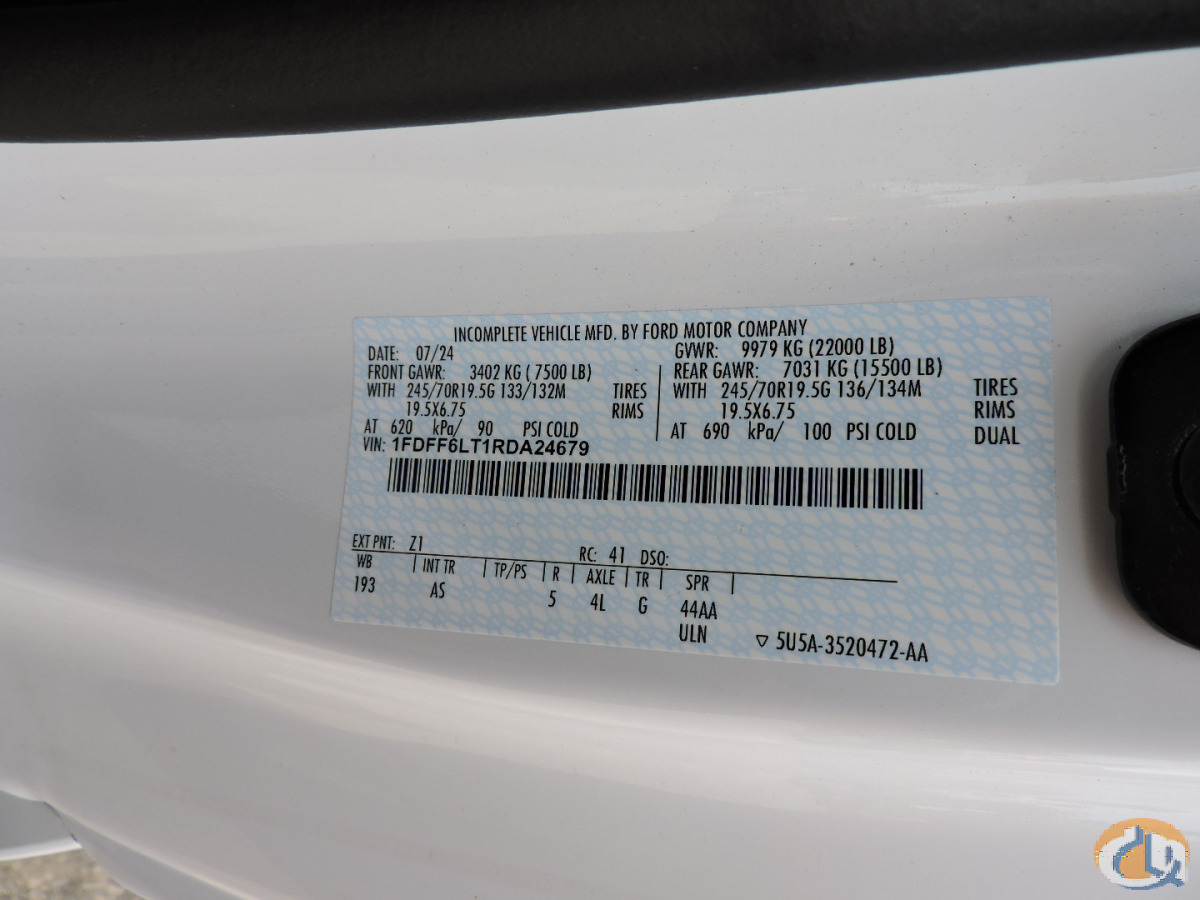 INCOMPLETE VEHICLE MFD. BY FORD MOTOR COMPANY
DATE: 07/24 GVWR: 9979 KG (22000 LB)
FRONT GAWR: 3402 KG ( 7500 LB) REAR GAWR: 7031 KG (15500 LB)
WITH 245/70R19.5G 133/132M TIRES WITH 245/70R19.5G 136/134M TIRES
19.5X6.75 RIMS 19.5X6.75 RIMS
AT 620 kPa/ 90 PSI COLD AT 690 kPa/ 100 PSI COLD DUAL
VIN: 1FDFF6LT1RDA24679
EXT PNT: Z1 RC: 41 DSO:
WB INT TR TP/PS R AXLE TR SPR
193 AS 5 4L G 44AA
ULN 5U5A-3520472-AA